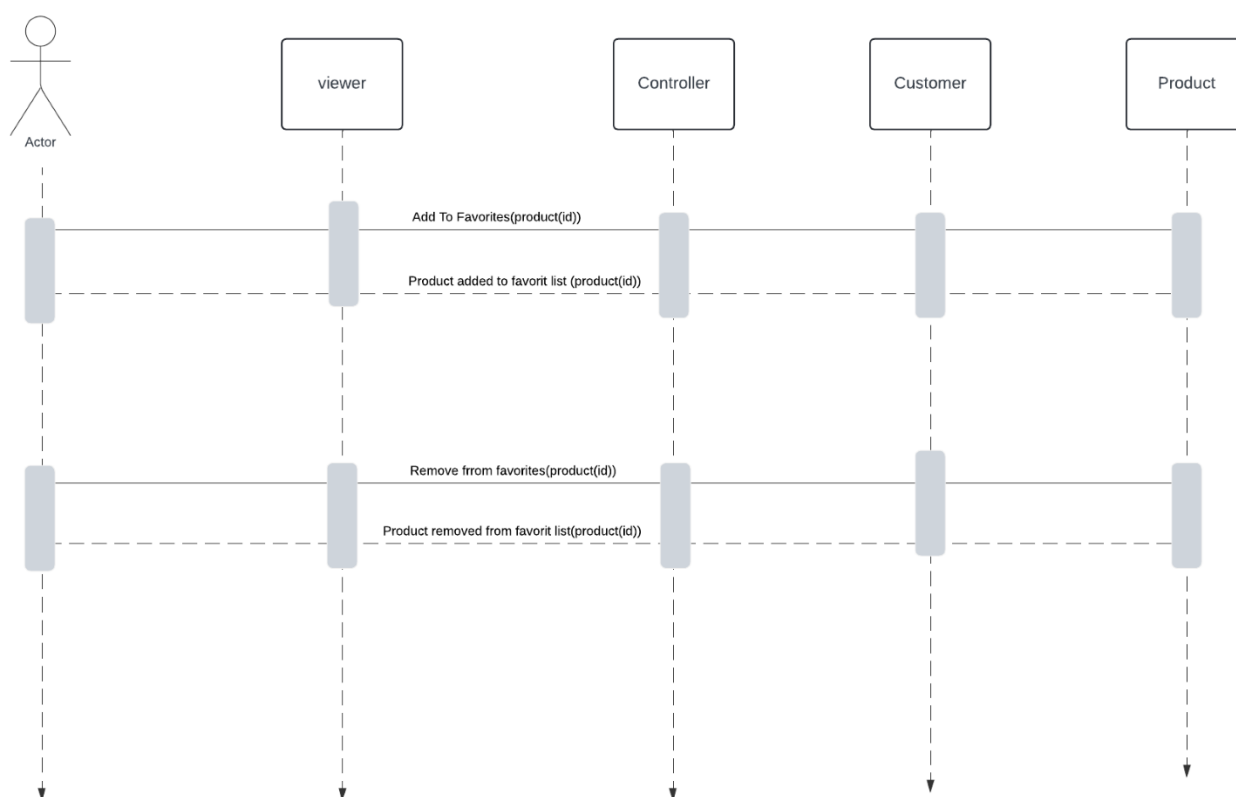 viewer
Controller
Customer
Product
Actor
Add To Favorites(product(id))
Product added to favorit list (product(id))
Remove frrom favorites(product(id))
Product removed from favorit list(product(id))